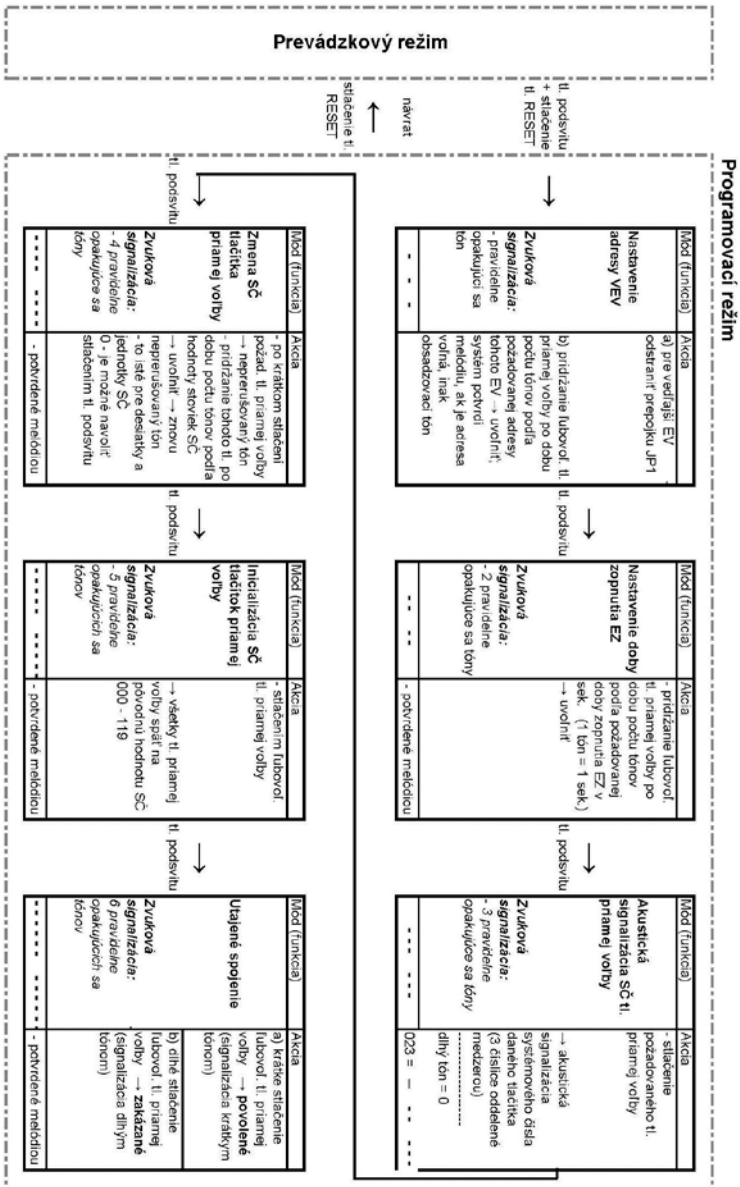 Prevádzkový režim
tl. podsvitu
+ stlačenie
tl. RESET
návrat
stlačenie tl.
RESET
Programovací režim
Mód (funkcia)
Nastavenie
adresy VEV
Zvuková
signalizácia:
- pravidelne
opakujúci sa
tón
- - -
Akcia
a) pre vedľajší EV
odstraniť prepojku JP1
b) pridržanie ľubovoľ. tl.
priamej voľby po dobu
počtu tónov podľa
požadovanej adresy
tohoto EV → uvoľniť,
systém potvrdí
melódiu, ak je adresa
voľná, inak
obsadzovací tón
tl. podsvitu
Mód (funkcia)
Nastavenie doby
zopnutia EZ
Zvuková
signalizácia:
- 2 pravidelne
opakujúce sa tóny
-- -- --
Akcia
- pridržanie ľubovoľ.
tl. priamej voľby po
dobu počtu tónov
podľa požadovanej
doby zopnutia EZ v
sek. (1 tón = 1 sek.)
→ uvoľniť
- potvrdené melódiou
tl. podsvitu
Mód (funkcia)
Akustická
signalizácia SČ tl.
priamej voľby
Zvuková
signalizácia:
- 3 pravidelne
opakujúce sa tóny
--- --- ---
Akcia
- stlačenie
požadovaného tl.
priamej voľby
→ akustická
signalizácia
systémového čísla
daného tlačítka
(3 číslice oddelené
medzerou)
dlhý tón = 0
-----------------------
023 = — -- ---
tl. podsvitu
Mód (funkcia)
Zmena SČ
tlačítka
priamej voľby
Zvuková
signalizácia:
- 4 pravidelne
opakujúce sa
tóny
---- ----
Akcia
- po krátkom stlačení
požad. tl. priamej voľby
→ neprerušovaný tón
- pridržanie tohoto tl. po
dobu počtu tónov podľa
hodnoty stoviek SČ
→ uvoľniť → znovu
neprerušovaný tón
- to isté pre desiatky a
jednotky SČ
0 - je možné navoliť
stlačením tl. podsvitu
- potvrdené melódiou
tl. podsvitu
Mód (funkcia)
Inicializácia SČ
tlačítok priamej
voľby
Zvuková
signalizácia:
- 5 pravidelne
opakujúcich sa
tónov
----- -----
Akcia
- stlačením ľubovoľ.
tl. priamej voľby
→ všetky tl. priamej
voľby späť na
pôvodnú hodnotu SČ
000 - 119
- potvrdené melódiou
tl. podsvitu
Mód (funkcia)
Utajené spojenie
Zvuková
signalizácia:
6 pravidelne
opakujúcich sa
tónov
------ ------
Akcia
a) krátke stlačenie
ľubovoľ. tl. priamej
voľby → povolené
(signalizácia krátkym
tónom)
b) dlhé stlačenie
ľubovoľ. tl. priamej
voľby → zakázané
(signalizácia dlhým
tónom)
- potvrdené melódiou